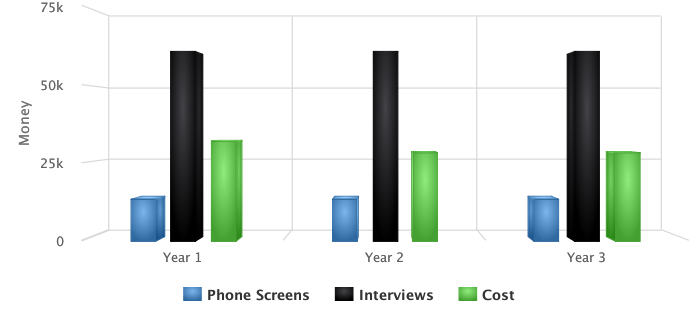 75k
50k
25k
0
Money
Year 1 Year 2 Year 3
Phone Screens Interviews Cost